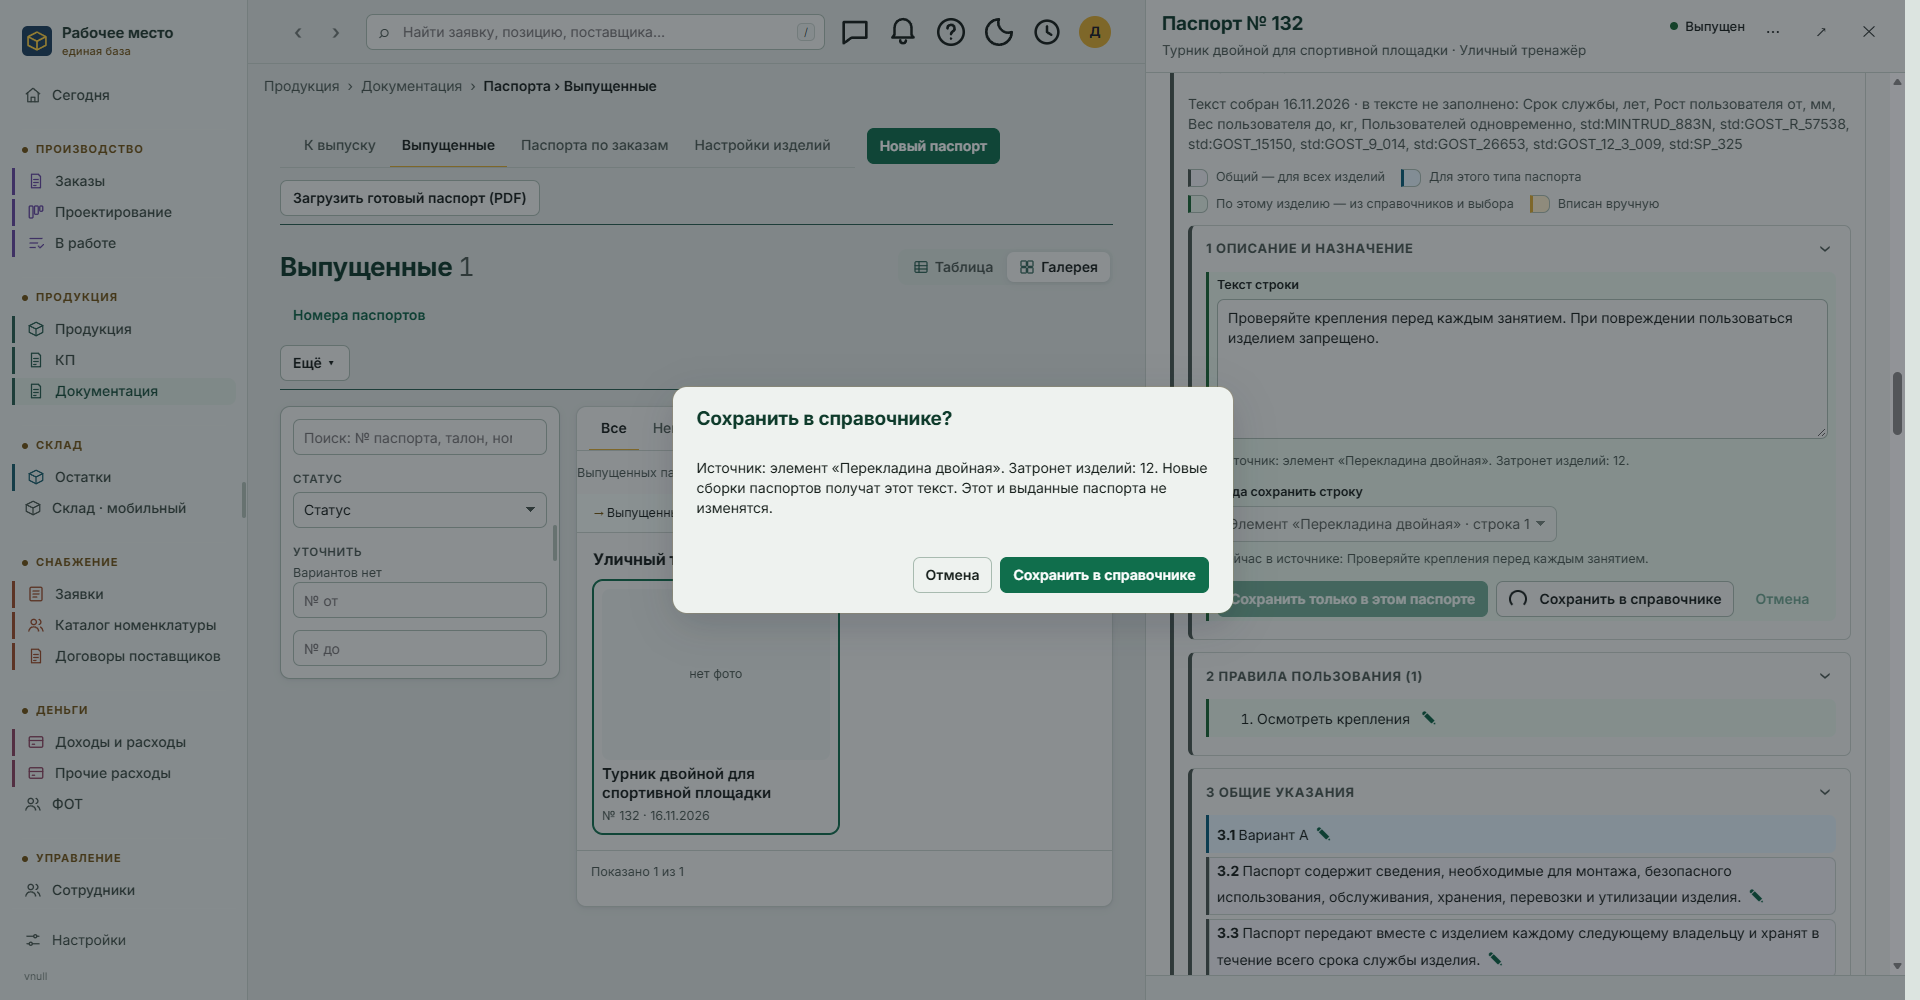 Рабочее место
единая база
Сегодня
ПРОИЗВОДСТВО
Заказы
Проектирование
В работе
ПРОДУКЦИЯ
Продукция
КП
Документация
СКЛАД
Остатки
Склад · мобильный
СНАБЖЕНИЕ
Заявки
Каталог номенклатуры
Договоры поставщиков
ДЕНЬГИ
Доходы и расходы
Прочие расходы
ФОТ
УПРАВЛЕНИЕ
Сотрудники
Настройки
vnull
Найти заявку, позицию, поставщика...
/
Д
Продукция › Документация › Паспорта › Выпущенные
К выпуску
Выпущенные
Паспорта по заказам
Настройки изделий
Новый паспорт
Загрузить готовый паспорт (PDF)
Выпущенные 1
Таблица
Галерея
Номера паспортов
Ещё
Поиск: № паспорта, талон, ног
СТАТУС
Статус
УТОЧНИТЬ
Вариантов нет
№ от
№ до
Все
Выпущенных па
→ Выпущенн
Уличный т
нет фото
Турник двойной для
спортивной площадки
№ 132 · 16.11.2026
Показано 1 из 1
Сохранить в справочнике?
Источник: элемент «Перекладина двойная». Затронет изделий: 12. Новые
сборки паспортов получат этот текст. Этот и выданные паспорта не
изменятся.
Отмена
Сохранить в справочнике
Паспорт № 132
Турник двойной для спортивной площадки · Уличный тренажёр
Выпущен
...
Текст собран 16.11.2026 · в тексте не заполнено: Срок службы, лет, Рост пользователя от, мм,
Вес пользователя до, кг, Пользователей одновременно, std:MINTRUD_883N, std:GOST_R_57538,
std:GOST_15150, std:GOST_9_014, std:GOST_26653, std:GOST_12_3_009, std:SP_325
Общий — для всех изделий
Для этого типа паспорта
По этому изделию — из справочников и выбора
Вписан вручную
1 ОПИСАНИЕ И НАЗНАЧЕНИЕ
Текст строки
Проверяйте крепления перед каждым занятием. При повреждении пользоваться
изделием запрещено.
точник: элемент «Перекладина двойная». Затронет изделий: 12.
да сохранить строку
Элемент «Перекладина двойная» · строка 1
йчас в источнике: Проверяйте крепления перед каждым занятием.
Сохранить только в этом паспорте
Сохранить в справочнике
Отмена
2 ПРАВИЛА ПОЛЬЗОВАНИЯ (1)
1. Осмотреть крепления
3 ОБЩИЕ УКАЗАНИЯ
3.1 Вариант А
3.2 Паспорт содержит сведения, необходимые для монтажа, безопасного
использования, обслуживания, хранения, перевозки и утилизации изделия.
3.3 Паспорт передают вместе с изделием каждому следующему владельцу и хранят в
течение всего срока службы изделия.